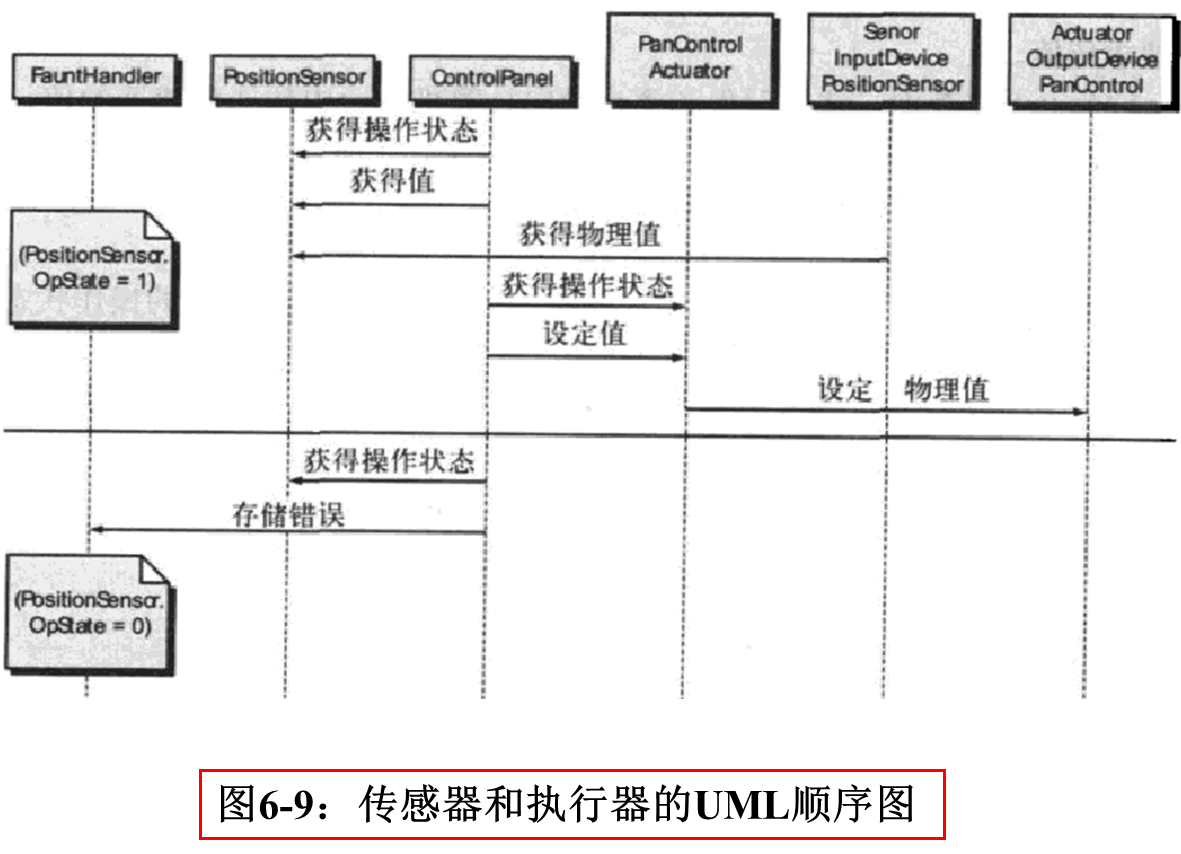 FauntHandler
PositionSensor
ControlPanel
PanControl
Actuator
Senor
InputDevice
PositionSensor
Actuator
OutputDevice
PanControl
获得操作状态
获得值
(PositionSensor.
OpState = 1)
获得物理值
获得操作状态
设定值
设定 物理值
获得操作状态
存储错误
(PositionSensor.
OpState = 0)
图6-9：传感器和执行器的UML顺序图